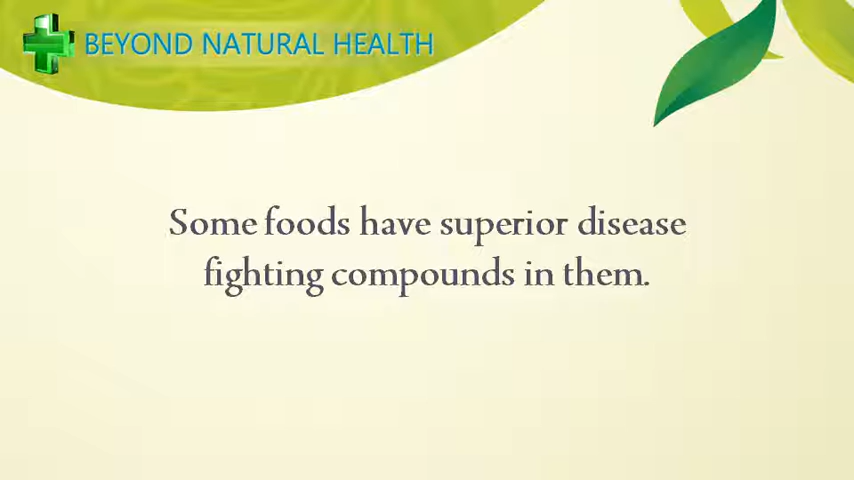 BEYOND NATURAL HEALTH
Some foods have superior disease
fighting compounds in them.